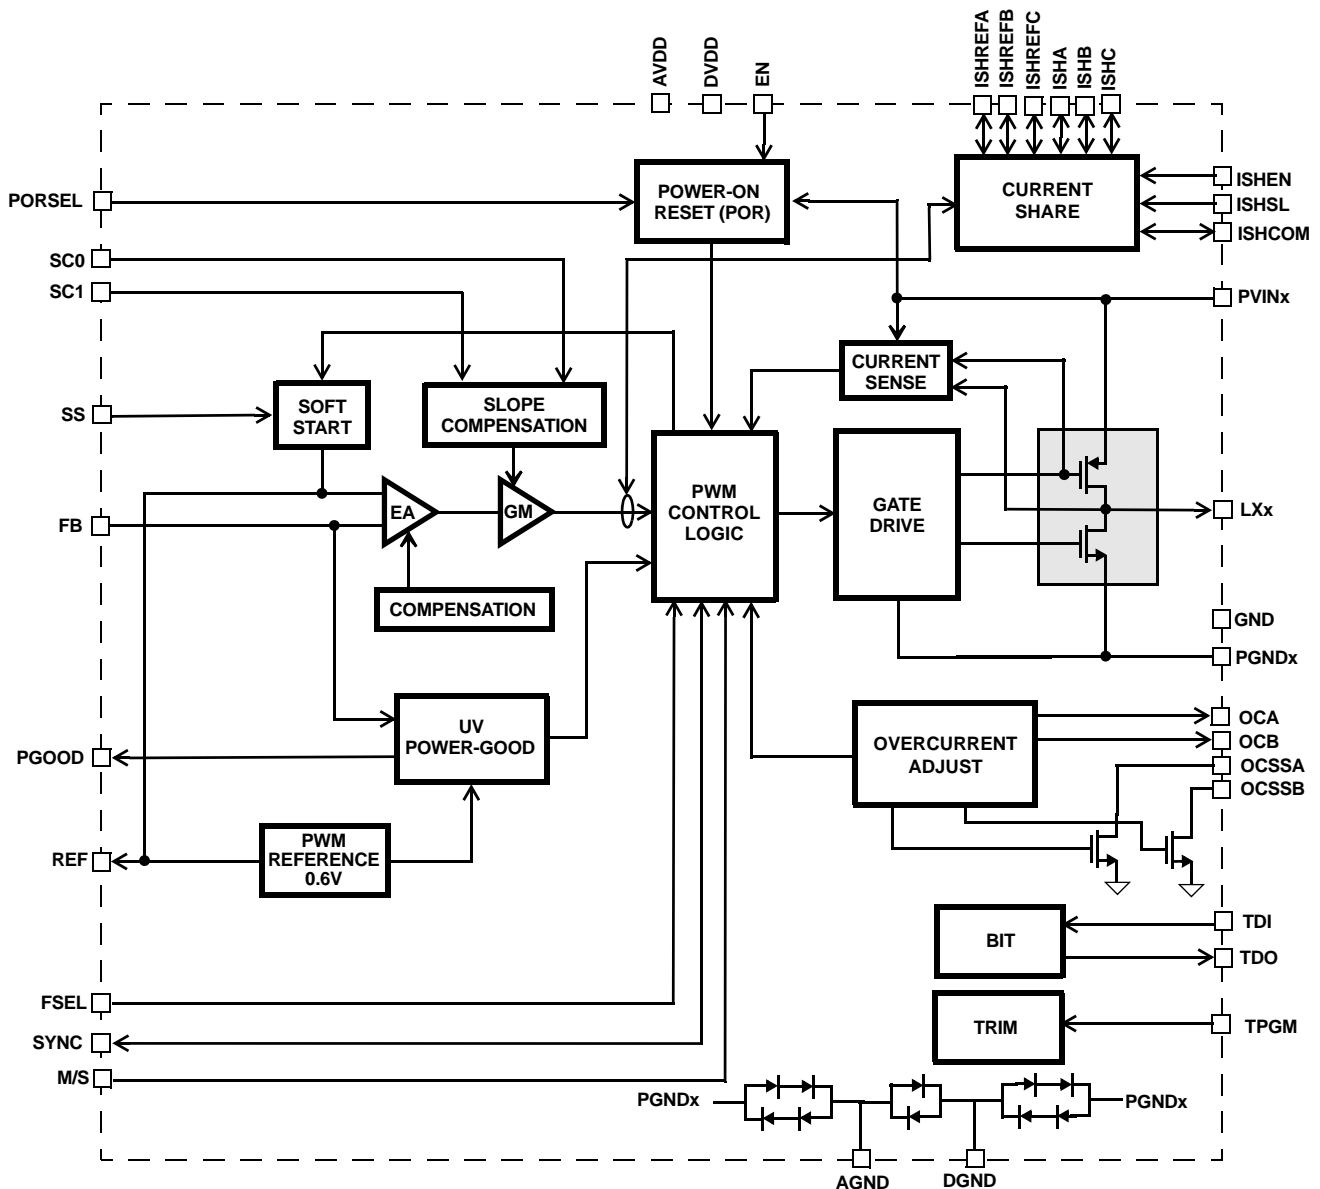 AVDD
DVDD
EN
ISHREFA
ISHREFB
ISHREFC
ISHA
ISHB
ISHC
PORSEL
POWER-ON
RESET (POR)
CURRENT
SHARE
ISHEN
ISHSL
ISHCOM
SC0
SC1
PVINx
CURRENT
SENSE
SS
SOFT
START
SLOPE
COMPENSATION
FB
EA
GM
PWM
CONTROL
LOGIC
GATE
DRIVE
LXx
COMPENSATION
GND
PGNDx
UV
POWER-GOOD
PGOOD
OVERCURRENT
ADJUST
OCA
OCB
OCSSA
OCSSB
REF
PWM
REFERENCE
0.6V
BIT
TDI
TDO
FSEL
SYNC
M/S
TRIM
TPGM
PGNDx
PGNDx
AGND
DGND